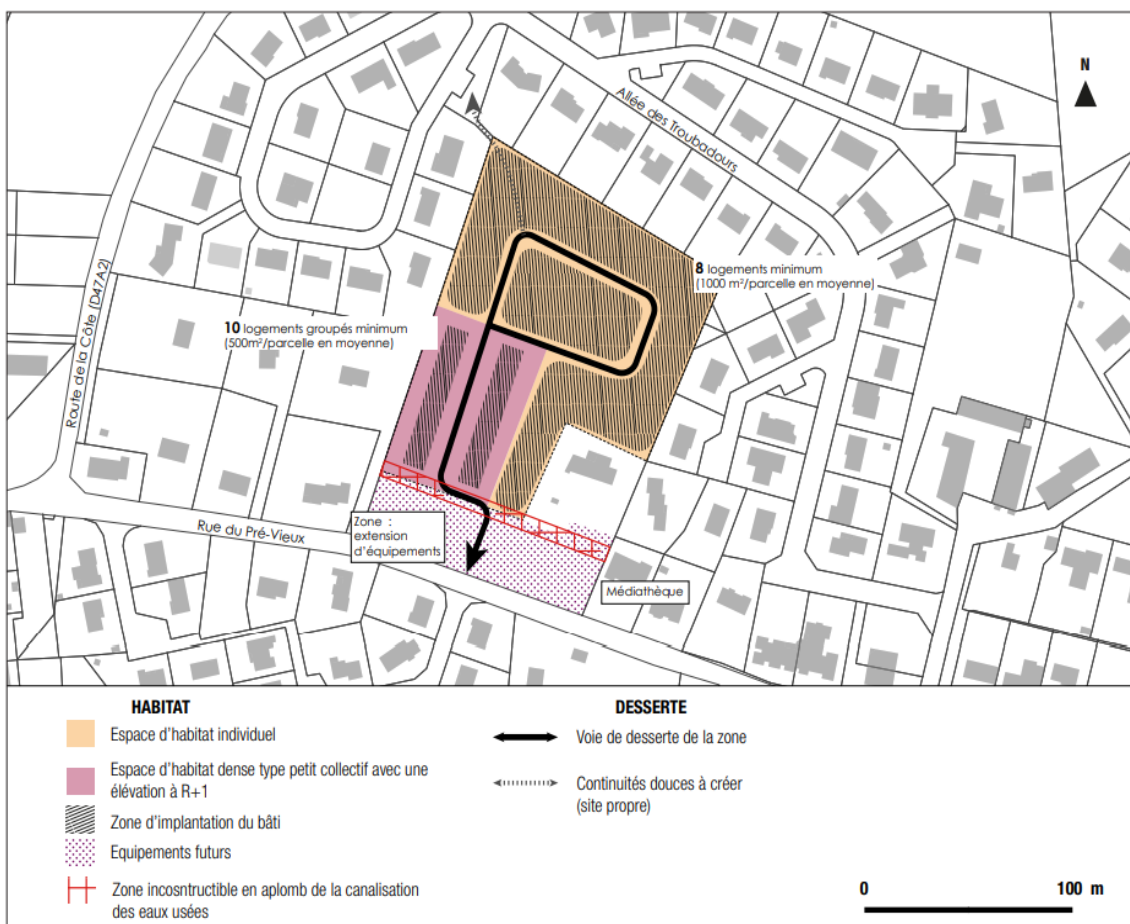 N
Allée des Troubadours
8 logements minimum
(1000 m²/parcelle en moyenne)
Route de la Côte (D47A2)
10 logements groupés minimum
(500m²/parcelle en moyenne)
Rue du Pré-Vieux
Zone :
extension
d'équipements
Médiathèque
HABITAT
Espace d'habitat individuel
Espace d'habitat dense type petit collectif avec une
élévation à R+1
Zone d'implantation du bâti
Equipements futurs
Zone incosntructible en aplomb de la canalisation
des eaux usées
DESSERTE
Voie de desserte de la zone
Continuités douces à créer
(site propre)
0 100 m